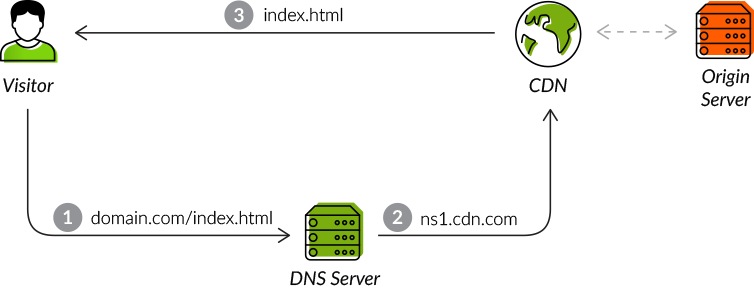 3 index.html
Visitor
CDN
Origin
Server
1 domain.com/index.html
2 ns1.cdn.com
DNS Server